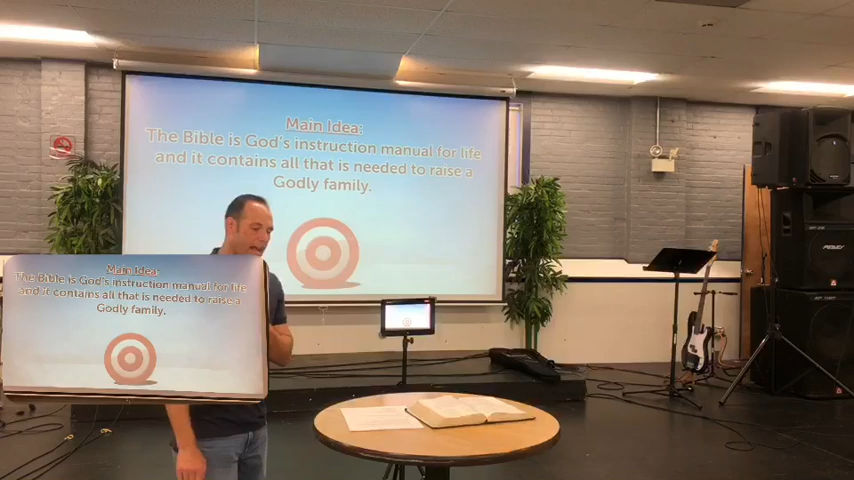 Main Idea:
The Bible is God's instruction manual for life
and it contains all that is needed to raise a
Godly family.
Main Idea:
The Bible is God's instruction manual for life
and it contains all that is needed to raise a
Godly family.
PEAVEY